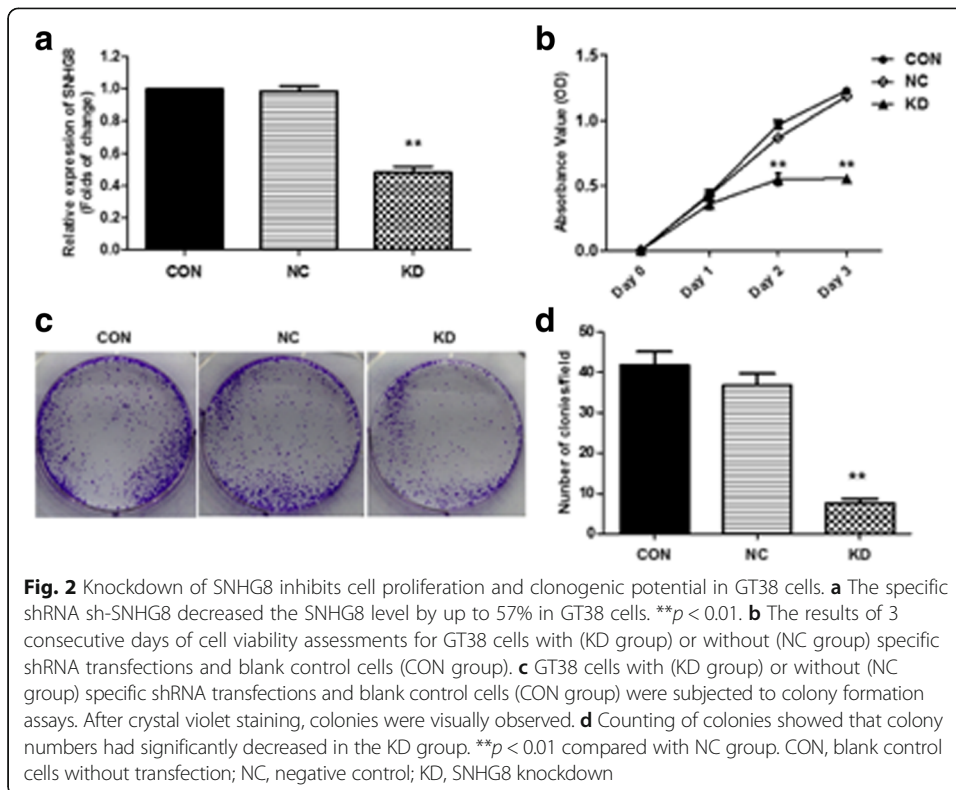 a
Relative expression of SNHG8
(Folds of change)
1.2
1.0
0.8
0.6
0.4
0.2
0.0
**
CON
NC
KD
b
Absorbance Value (OD)
1.5
1.0
0.5
0.0
CON
NC
KD
**
**
Day 0
Day 1
Day 2
Day 3
c
CON
NC
KD
d
Number of clonies/field
50
40
30
20
10
0
**
CON
NC
KD
Fig. 2 Knockdown of SNHG8 inhibits cell proliferation and clonogenic potential in GT38 cells. a The specific
shRNA sh-SNHG8 decreased the SNHG8 level by up to 57% in GT38 cells. **p < 0.01. b The results of 3
consecutive days of cell viability assessments for GT38 cells with (KD group) or without (NC group) specific
shRNA transfections and blank control cells (CON group). c GT38 cells with (KD group) or without (NC
group) specific shRNA transfections and blank control cells (CON group) were subjected to colony formation
assays. After crystal violet staining, colonies were visually observed. d Counting of colonies showed that colony
numbers had significantly decreased in the KD group. **p < 0.01 compared with NC group. CON, blank control
cells without transfection; NC, negative control; KD, SNHG8 knockdown